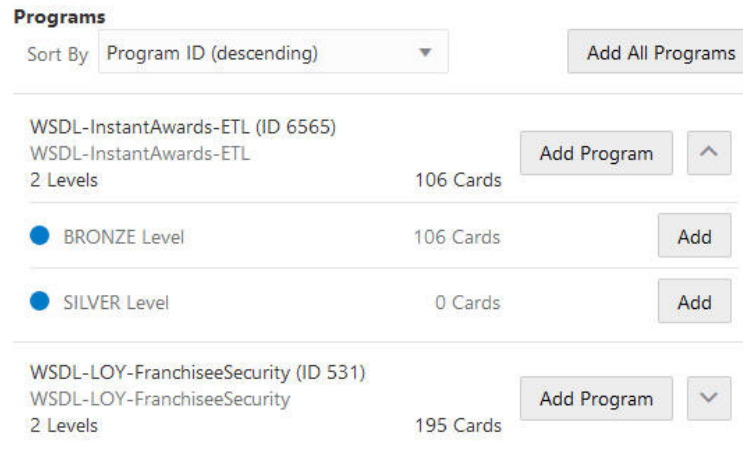 Programs
Sort By Program ID (descending) Add All Programs
WSDL-InstantAwards-ETL (ID 6565)
WSDL-InstantAwards-ETL Add Program
2 Levels 106 Cards
BRONZE Level 106 Cards Add
SILVER Level 0 Cards Add
WSDL-LOY-FranchiseeSecurity (ID 531)
WSDL-LOY-FranchiseeSecurity Add Program
2 Levels 195 Cards